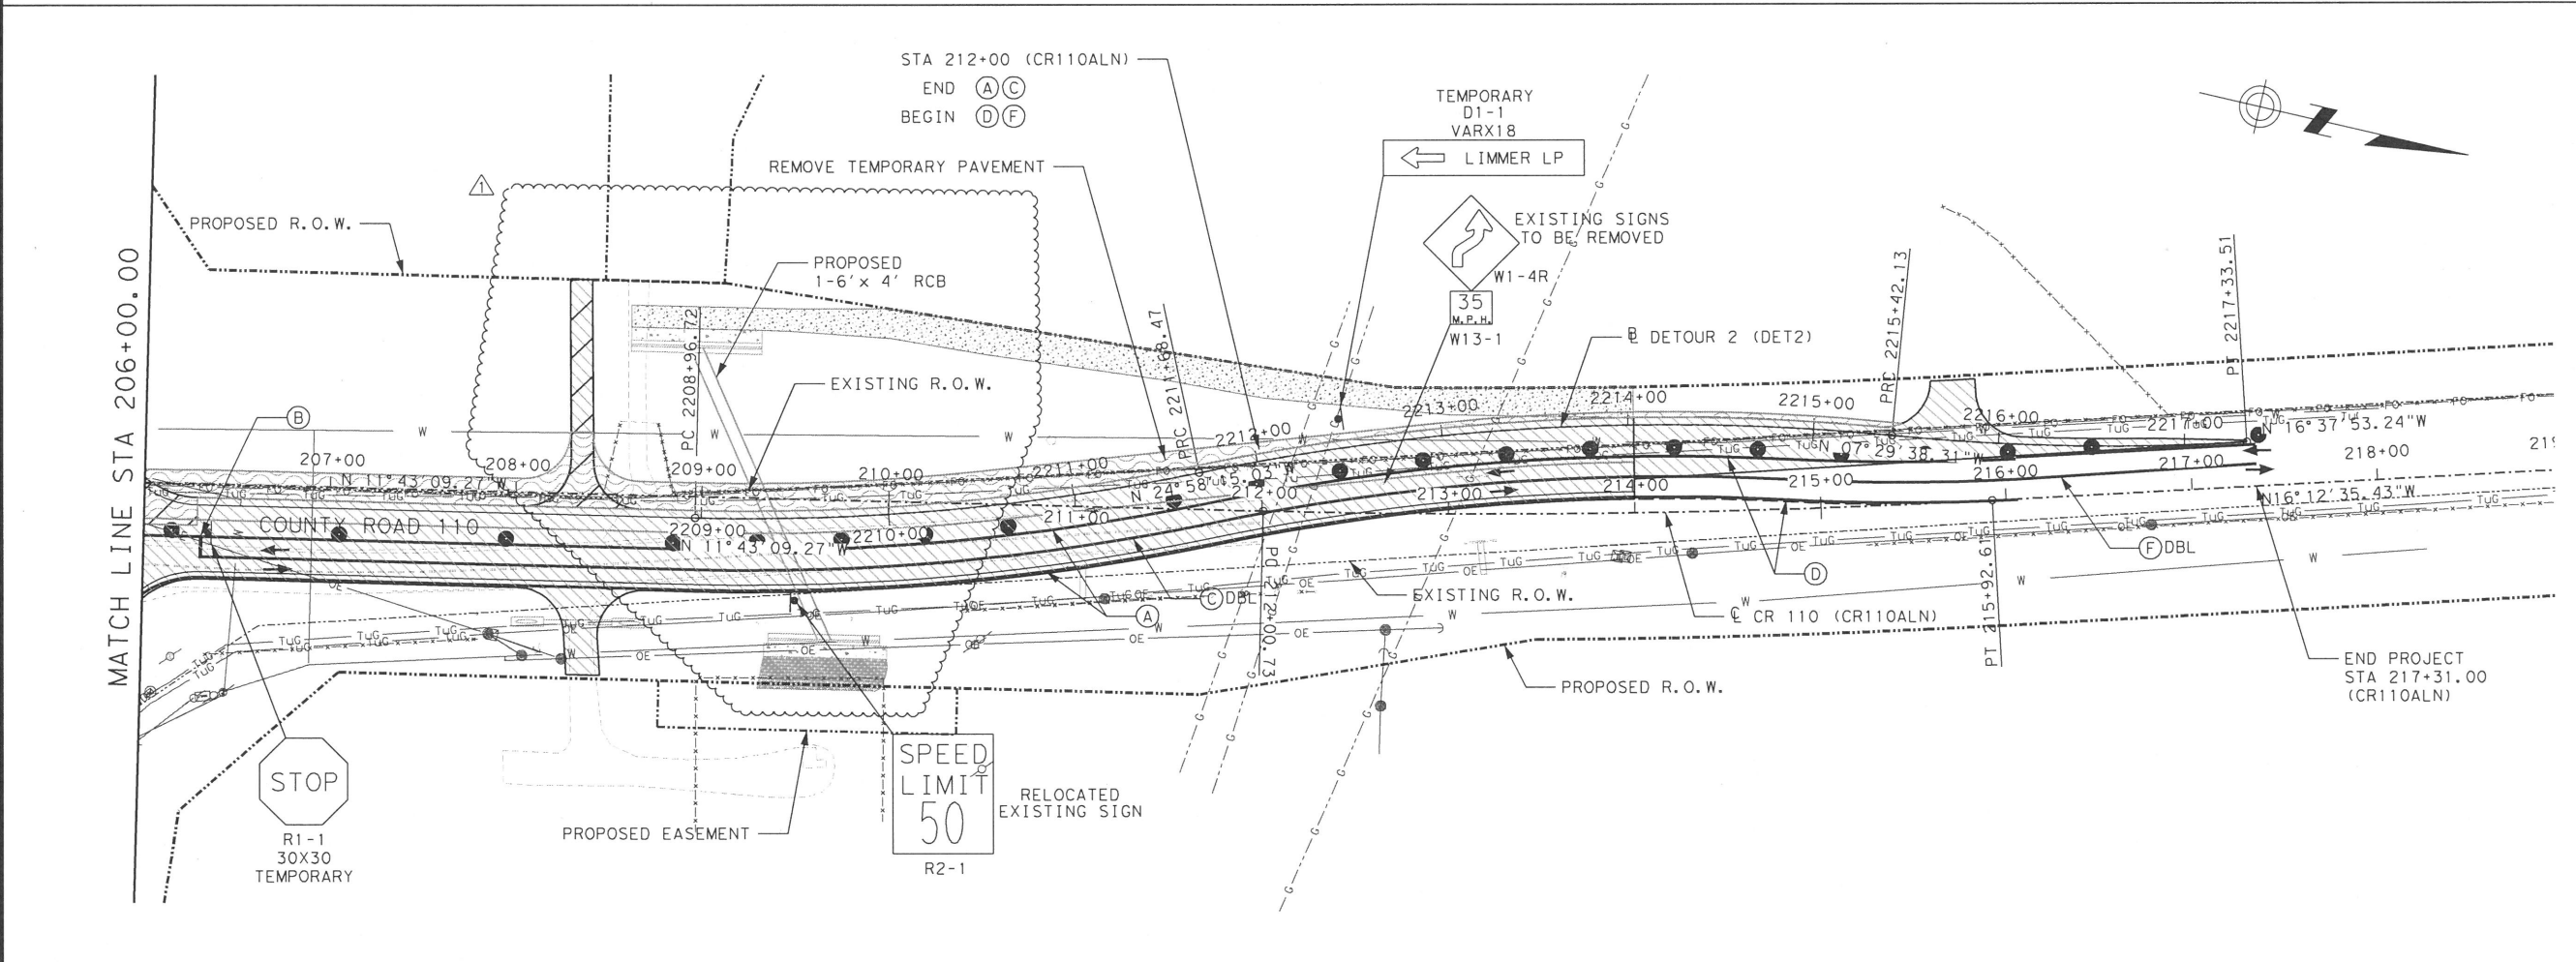 STA 212+00 (CR110ALN)
END A C
BEGIN D F
REMOVE TEMPORARY PAVEMENT
TEMPORARY
D1-1
VARX18
LIMMER LP
EXISTING SIGNS
TO BE REMOVED
W1-4R
35
M.P.H.
W13-1
1
PROPOSED R.O.W.
PROPOSED
1-6'x 4' RCB
EXISTING R.O.W.
DETOUR 2 (DET2)
MATCH LINE STA 206+00.00
B
PC 2208+96.72
PRC 2211+68.47
PRC 2215+42.13
PT 2217+33.51
207+00
208+00
209+00
210+00
2211+00
2212+00
2213+00
2214+00
2215+00
2216+00
2217+00
N 11°43'09.27"W
N 16°37'53.24"W
N 07°29'38.31"W
COUNTY ROAD 110
2209+00
2210+00
211+00
212+00
213+00
214+00
215+00
216+00
217+00
218+00
N 11°43'09.27"W
N16°12'35.43"W
C DBL
A
D
F DBL
EXISTING R.O.W.
℄ CR 110 (CR110ALN)
PC 212+00.73
PT 215+92.61
PROPOSED R.O.W.
END PROJECT
STA 217+31.00
(CR110ALN)
STOP
R1-1
30X30
TEMPORARY
PROPOSED EASEMENT
SPEED
LIMIT
50
R2-1
RELOCATED
EXISTING SIGN